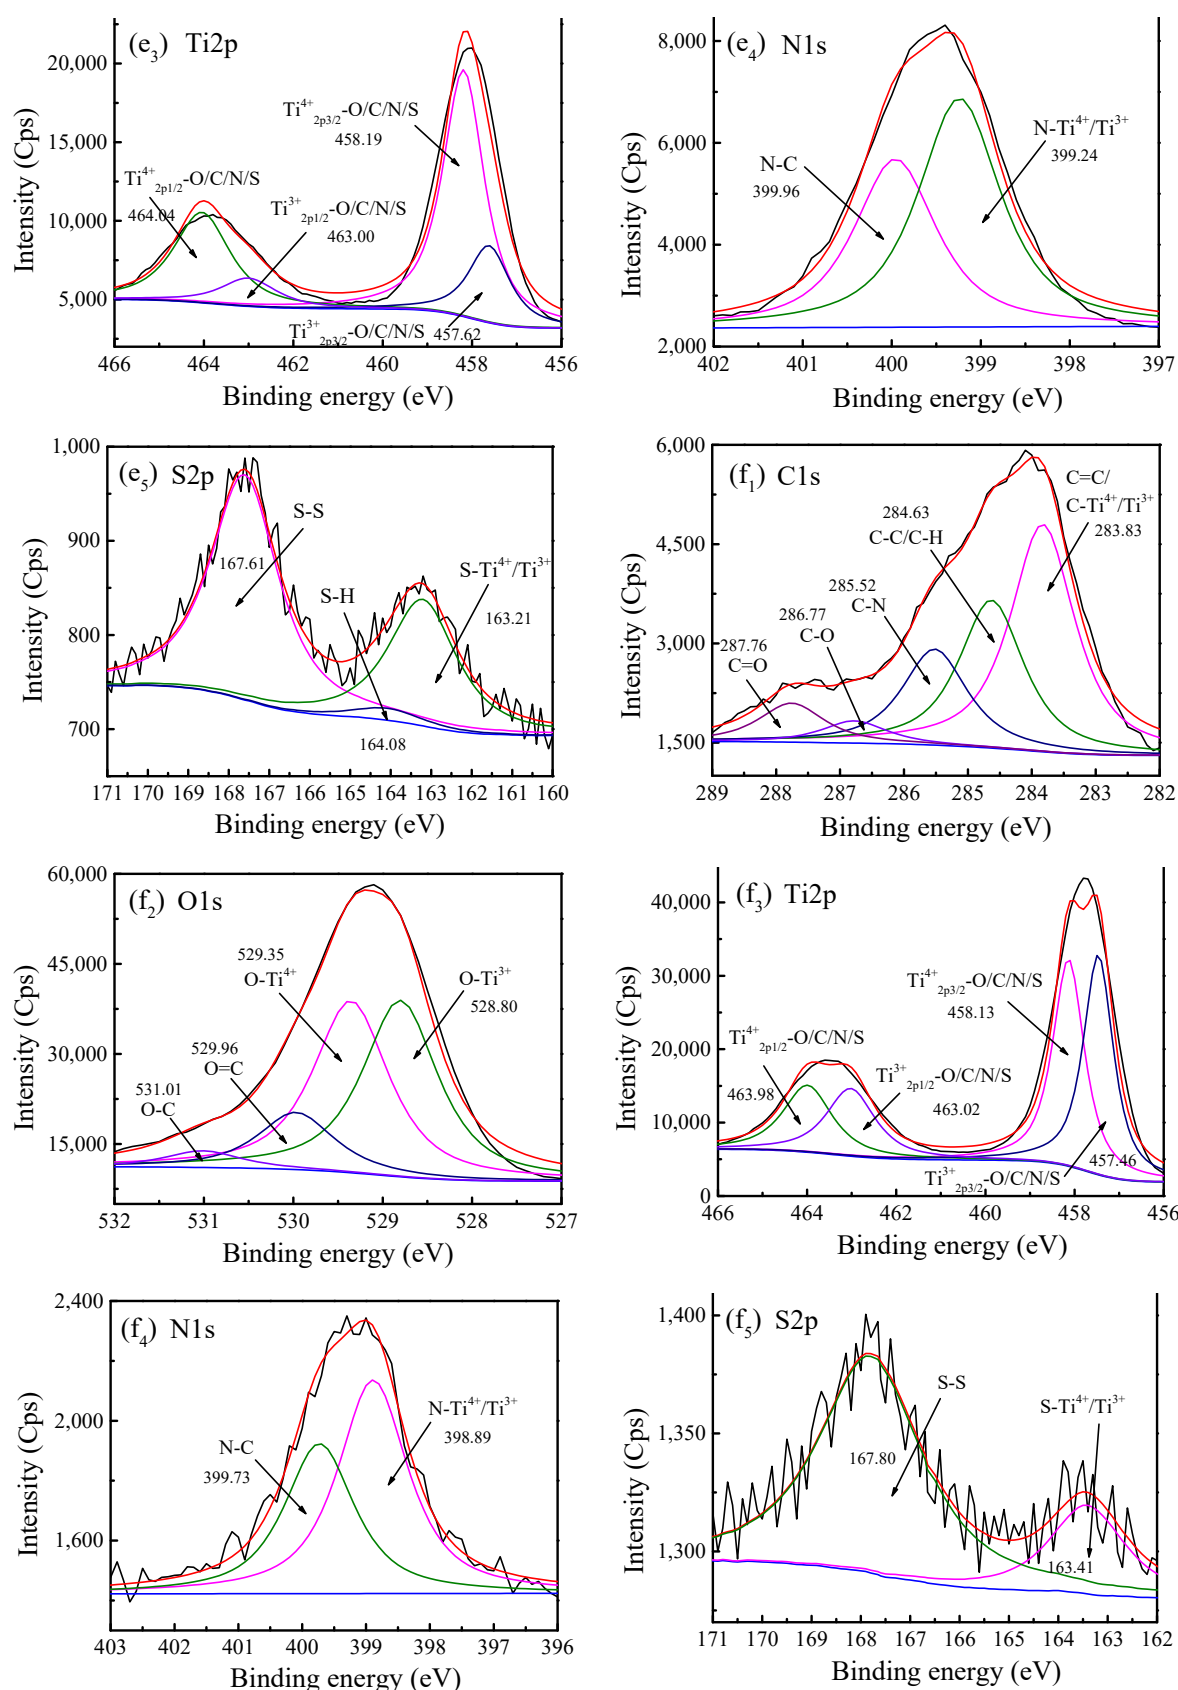 (e₃) Ti2p
Intensity (Cps)
20,000
15,000
10,000
5,000
Ti⁴⁺₂ₚ₃/₂-O/C/N/S
458.19
Ti⁴⁺₂ₚ₁/₂-O/C/N/S
464.04
Ti³⁺₂ₚ₁/₂-O/C/N/S
463.00
Ti³⁺₂ₚ₃/₂-O/C/N/S
457.62
466 464 462 460 458 456
Binding energy (eV)
(e₄) N1s
Intensity (Cps)
8,000
6,000
4,000
2,000
N-C
399.96
N-Ti⁴⁺/Ti³⁺
399.24
402 401 400 399 398 397
Binding energy (eV)
(e₅) S2p
Intensity (Cps)
1,000
900
800
700
S-S
167.61
S-H
164.08
S-Ti⁴⁺/Ti³⁺
163.21
171 170 169 168 167 166 165 164 163 162 161 160
Binding energy (eV)
(f₁) C1s
Intensity (Cps)
6,000
4,500
3,000
1,500
C=C/
C-Ti⁴⁺/Ti³⁺
283.83
284.63
C-C/C-H
285.52
C-N
286.77
C-O
287.76
C=O
289 288 287 286 285 284 283 282
Binding energy (eV)
(f₂) O1s
Intensity (Cps)
60,000
45,000
30,000
15,000
529.35
O-Ti⁴⁺
O-Ti³⁺
528.80
529.96
O=C
531.01
O-C
532 531 530 529 528 527
Binding energy (eV)
(f₃) Ti2p
Intensity (Cps)
40,000
30,000
20,000
10,000
0
Ti⁴⁺₂ₚ₃/₂-O/C/N/S
458.13
Ti⁴⁺₂ₚ₁/₂-O/C/N/S
463.98
Ti³⁺₂ₚ₁/₂-O/C/N/S
463.02
Ti³⁺₂ₚ₃/₂-O/C/N/S
457.46
466 464 462 460 458 456
Binding energy (eV)
(f₄) N1s
Intensity (Cps)
2,400
2,000
1,600
N-C
399.73
N-Ti⁴⁺/Ti³⁺
398.89
403 402 401 400 399 398 397 396
Binding energy (eV)
(f₅) S2p
Intensity (Cps)
1,400
1,350
1,300
S-S
167.80
S-Ti⁴⁺/Ti³⁺
163.41
171 170 169 168 167 166 165 164 163 162
Binding energy (eV)